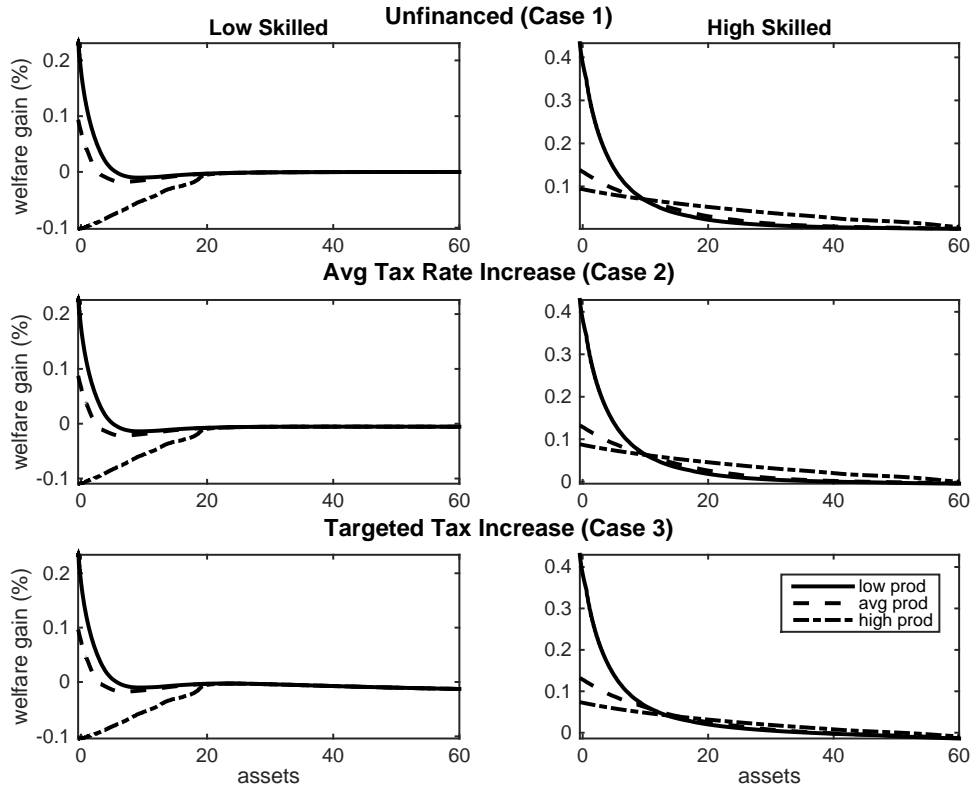 Unfinanced (Case 1)
Low Skilled
High Skilled
welfare gain (%)
0.2
0.1
0
-0.1
0 20 40 60
0.4
0.3
0.2
0.1
0 20 40 60
Avg Tax Rate Increase (Case 2)
welfare gain (%)
0.2
0.1
0
-0.1
0 20 40 60
0.4
0.3
0.2
0.1
0
0 20 40 60
Targeted Tax Increase (Case 3)
welfare gain (%)
0.2
0.1
0
-0.1
0 20 40 60
assets
0.4
0.3
0.2
0.1
0
0 20 40 60
assets
low prod
avg prod
high prod